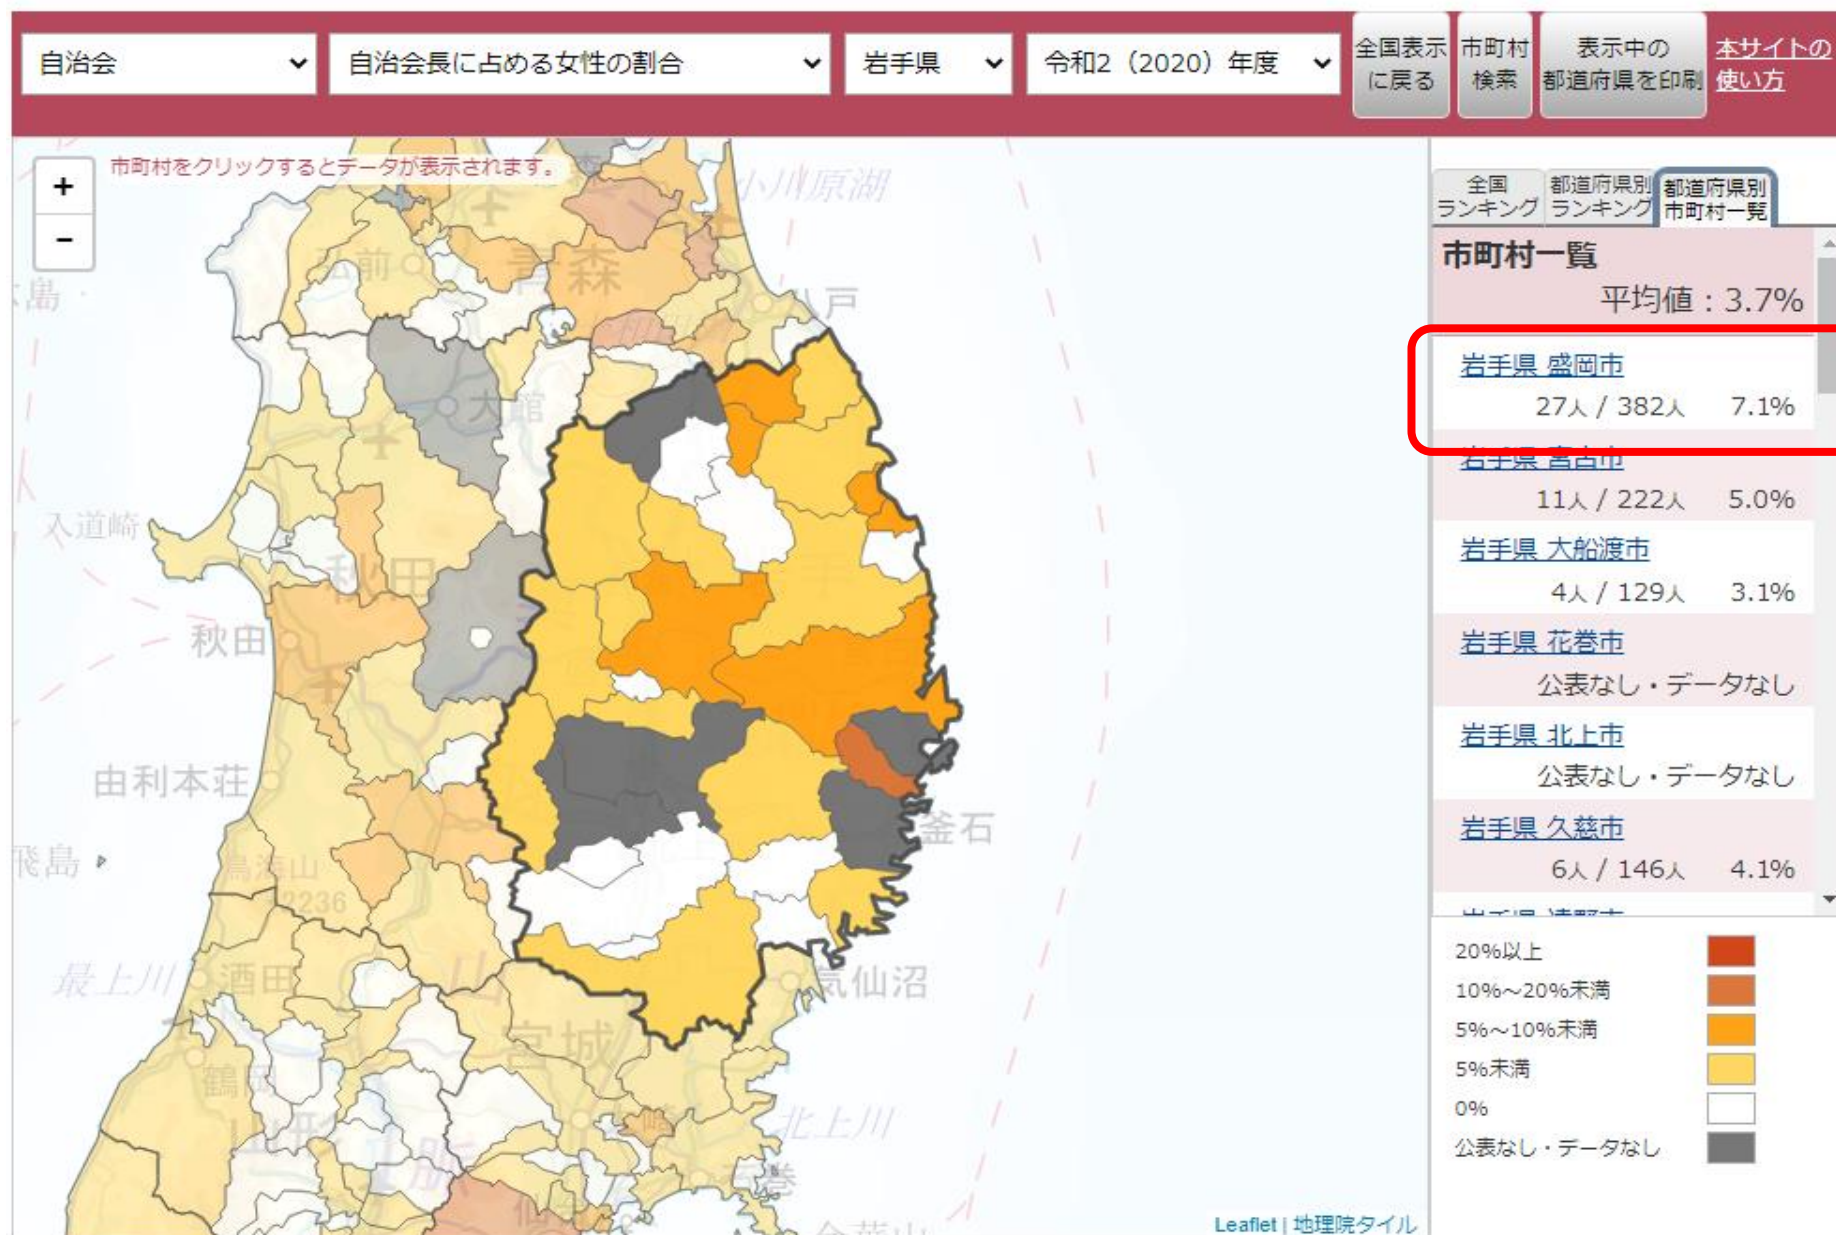 自治会
自治会長に占める女性の割合
岩手県
令和2（2020）年度
全国表示
に戻る
市町村
検索
表示中の
都道府県を印刷
本サイトの
使い方
+
−
市町村をクリックするとデータが表示されます。
小川原湖
弘前
青森
八戸
大館
入道崎
秋田
秋田
由利本荘
釜石
飛島
鳥海山
2236
最上川
酒田
気仙沼
宮城
鶴岡
山形
北上川
石巻
Leaflet | 地理院タイル
全国
ランキング
都道府県別
ランキング
都道府県別
市町村一覧
市町村一覧
平均値：3.7%
岩手県 盛岡市
27人 / 382人 7.1%
岩手県 宮古市
11人 / 222人 5.0%
岩手県 大船渡市
4人 / 129人 3.1%
岩手県 花巻市
公表なし・データなし
岩手県 北上市
公表なし・データなし
岩手県 久慈市
6人 / 146人 4.1%
20%以上
10%～20%未満
5%～10%未満
5%未満
0%
公表なし・データなし